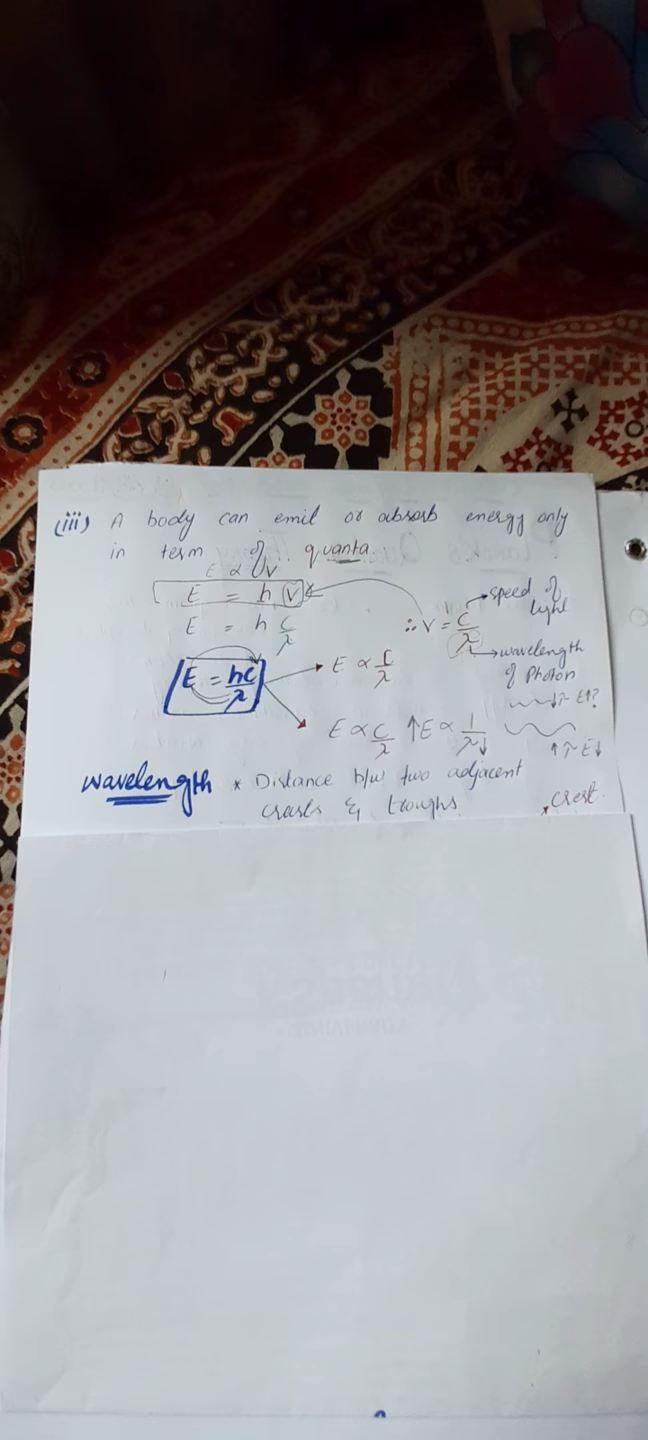 (iii) A body can emit or absorb energy only
in term of quanta
E ∝ V
E = h V
∴ V = C/λ → speed of light
→ wavelength of Photon
E = h C/λ
E = hC/λ
E ∝ C/λ
↓λ E↑?
E ∝ C/λ ↑E ∝ 1/λ↓
↑λ E↓
wavelength * Distance b/w two adjacent
crests & troughs.
crest.